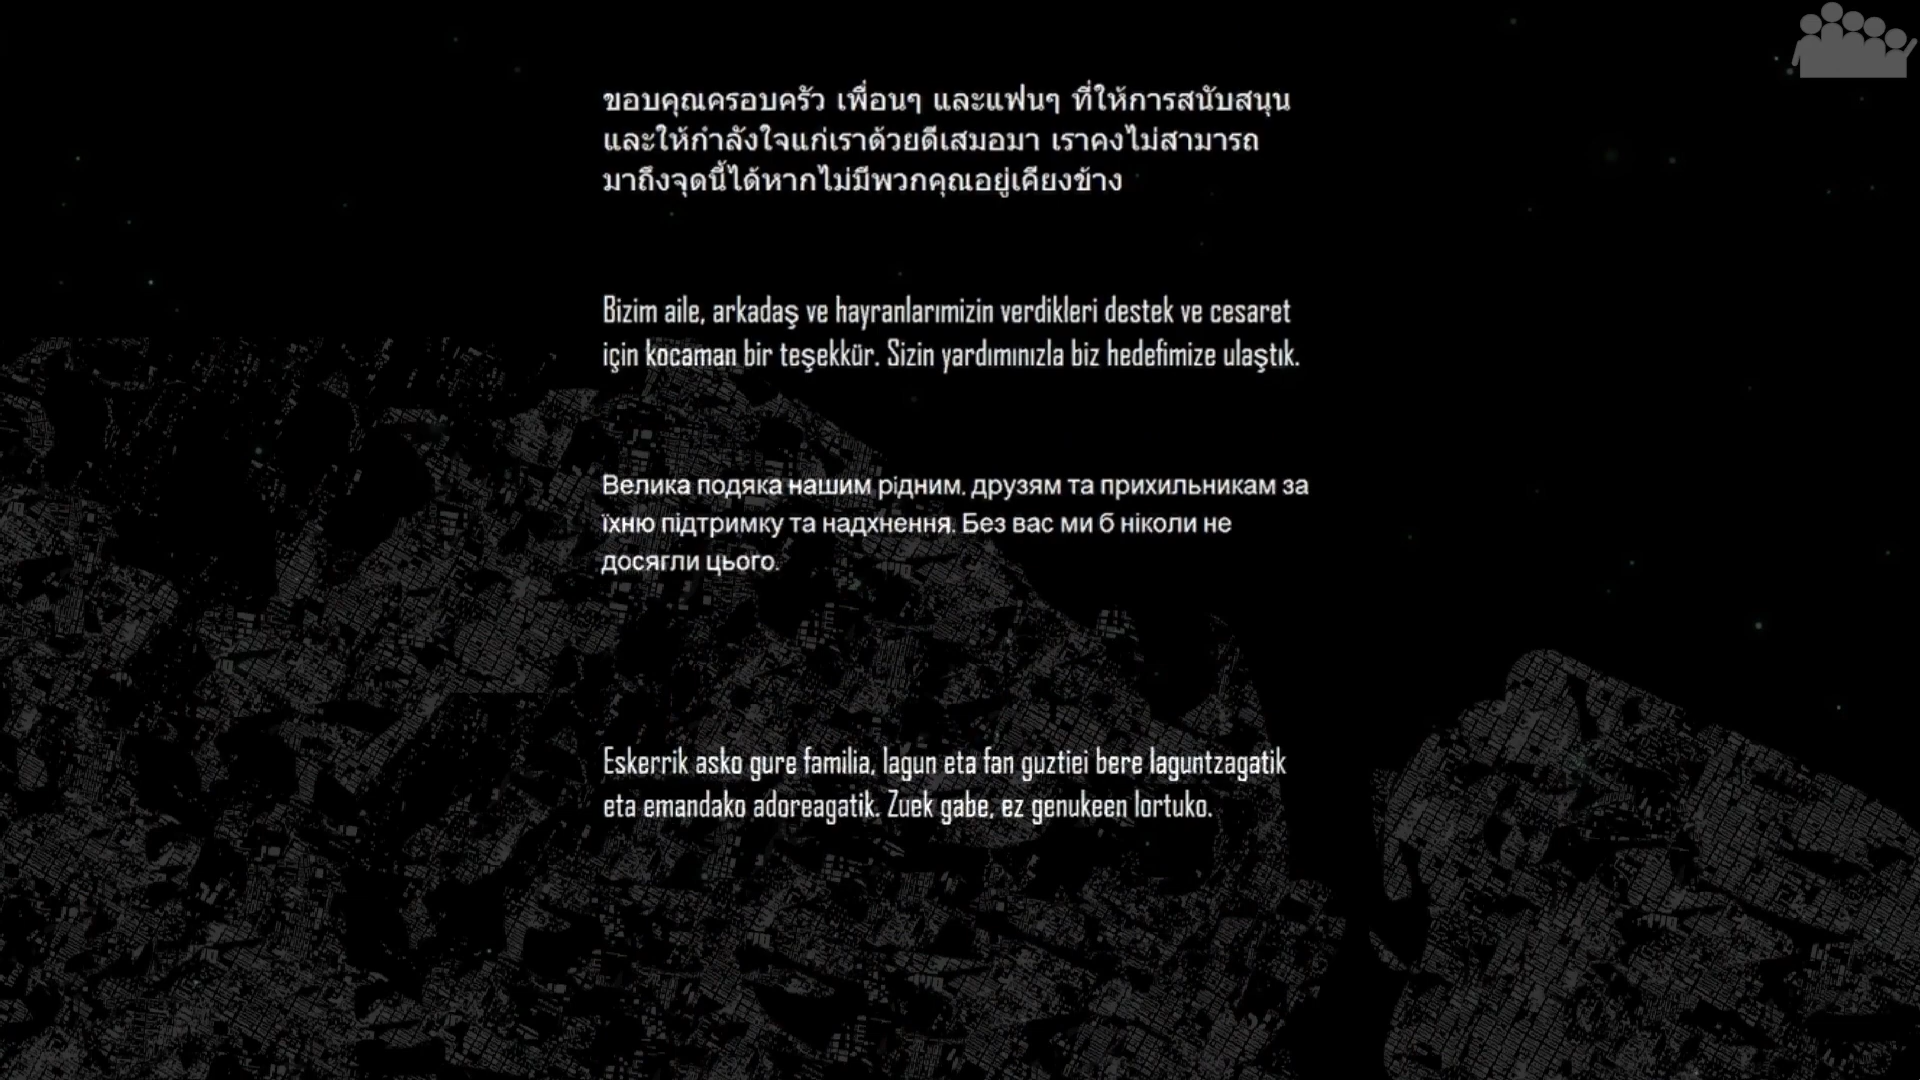 ขอบคุณครอบครัว เพื่อนๆ และแฟนๆ ที่ให้การสนับสนุน
และให้กำลังใจแก่เราด้วยดีเสมอมา เราคงไม่สามารถ
มาถึงจุดนี้ได้หากไม่มีพวกคุณอยู่เคียงข้าง
Bizim aile, arkadaş ve hayranlarımizin verdikleri destek ve cesaret
için kocaman bir teşekkür. Sizin yardımınızla biz hedefimize ulaştık.
Велика подяка нашим рідним, друзям та прихильникам за
їхню підтримку та надхнення. Без вас ми б ніколи не
досягли цього.
Eskerrik asko gure familia, lagun eta fan guztiei bere laguntzagatik
eta emandako adoreagatik. Zuek gabe, ez genukeen lortuko.